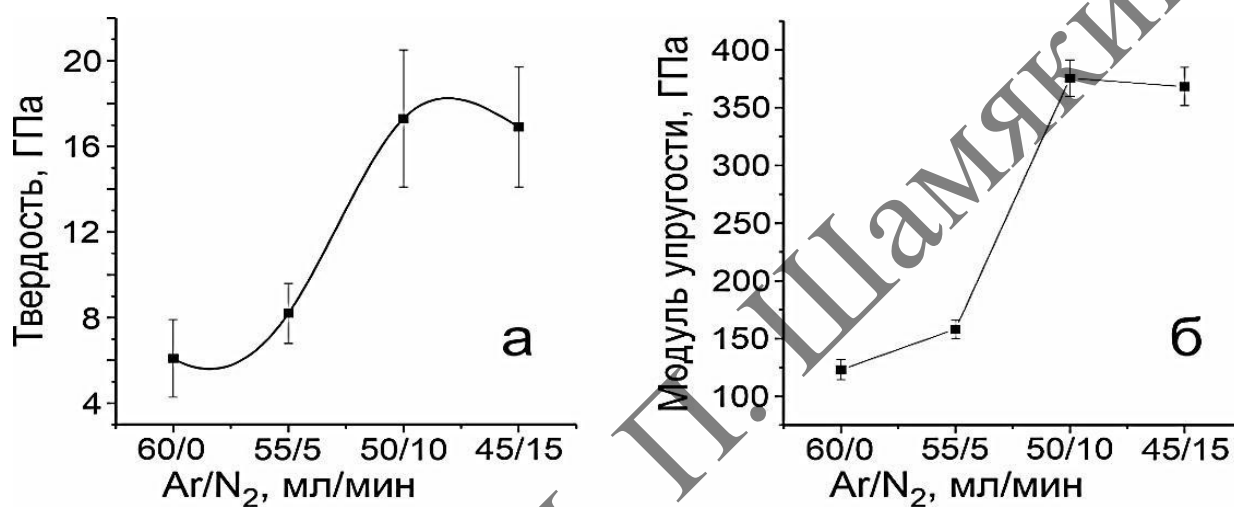 Твердость, ГПа
20
16
12
8
4
60/0 55/5 50/10 45/15
Ar/N₂, мл/мин
а
Модуль упругости, ГПа
400
350
300
250
200
150
100
60/0 55/5 50/10 45/15
Ar/N₂, мл/мин
б
П. Шамяки